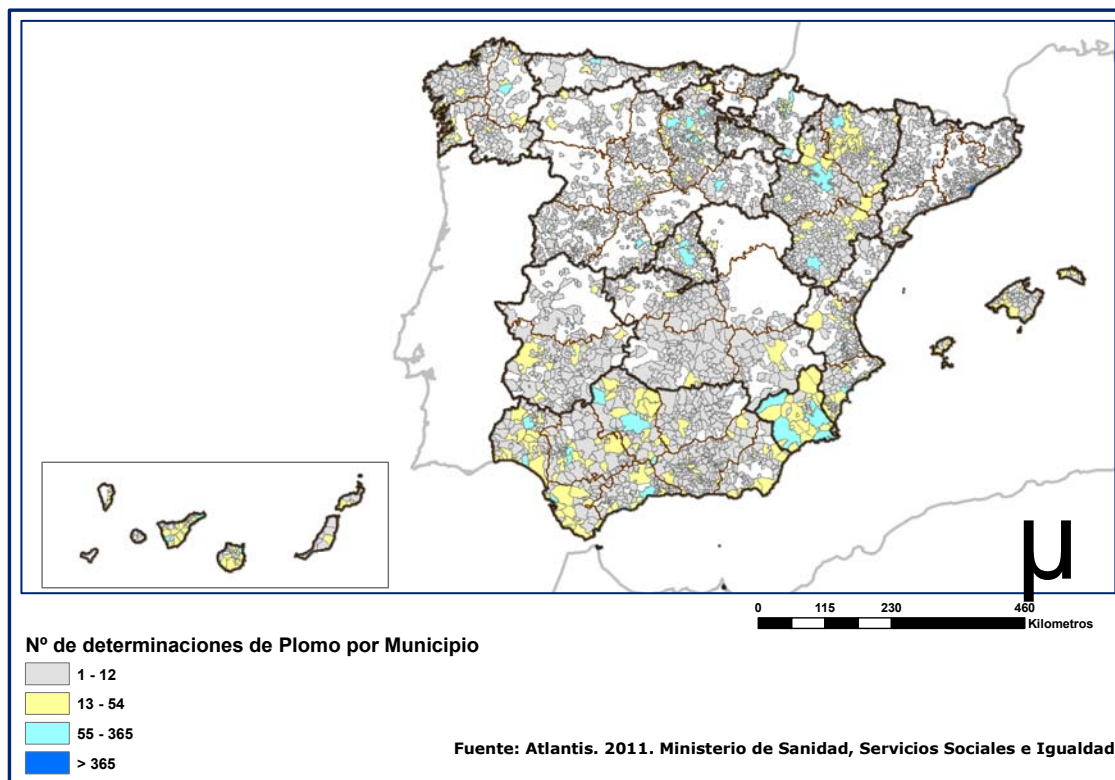 µ
0 115 230 460
Kilometros
Nº de determinaciones de Plomo por Municipio
1 - 12
13 - 54
55 - 365
> 365
Fuente: Atlantis. 2011. Ministerio de Sanidad, Servicios Sociales e Igualdad